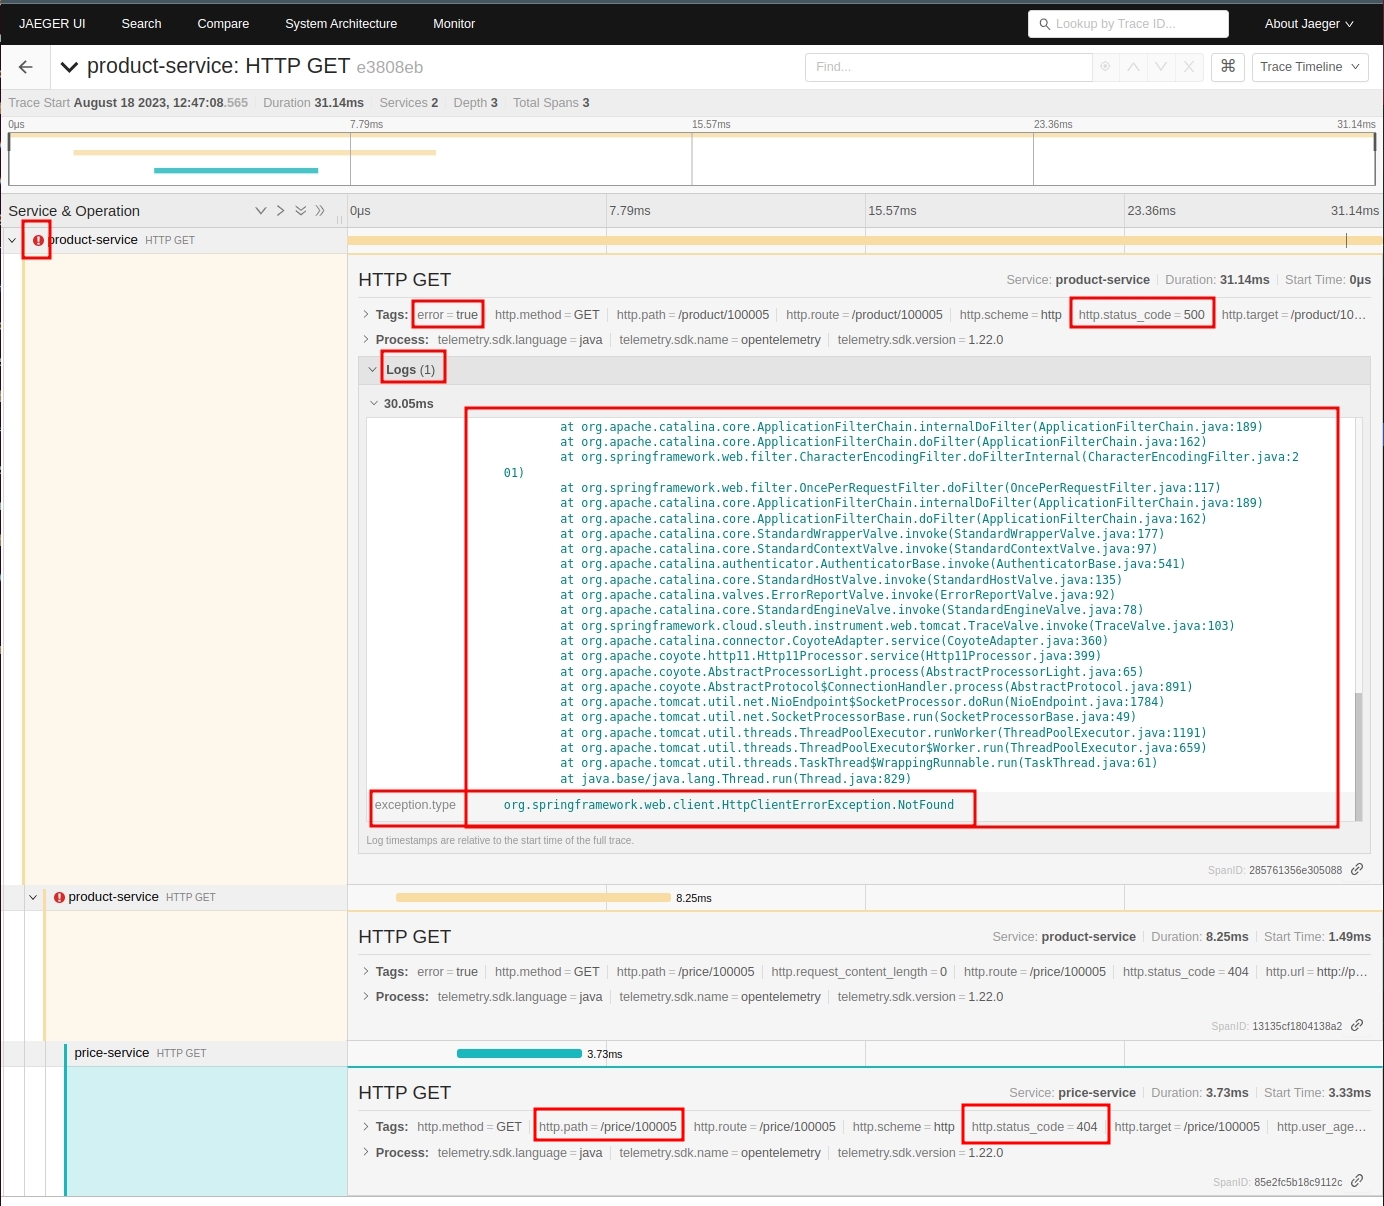 JAEGER UI Search Compare System Architecture Monitor Lookup by Trace ID... About Jaeger
product-service: HTTP GET e3808eb Find... ⌘ Trace Timeline
Trace Start August 18 2023, 12:47:08.565 Duration 31.14ms Services 2 Depth 3 Total Spans 3
0μs 7.79ms 15.57ms 23.36ms 31.14ms
Service & Operation 0μs 7.79ms 15.57ms 23.36ms 31.14ms
product-service HTTP GET
HTTP GET Service: product-service Duration: 31.14ms Start Time: 0μs
Tags: error = true http.method = GET http.path = /product/100005 http.route = /product/100005 http.scheme = http http.status_code = 500 http.target = /product/10...
Process: telemetry.sdk.language = java telemetry.sdk.name = opentelemetry telemetry.sdk.version = 1.22.0
Logs (1)
30.05ms
at org.apache.catalina.core.ApplicationFilterChain.internalDoFilter(ApplicationFilterChain.java:189)
at org.apache.catalina.core.ApplicationFilterChain.doFilter(ApplicationFilterChain.java:162)
at org.springframework.web.filter.CharacterEncodingFilter.doFilterInternal(CharacterEncodingFilter.java:2
01)
at org.springframework.web.filter.OncePerRequestFilter.doFilter(OncePerRequestFilter.java:117)
at org.apache.catalina.core.ApplicationFilterChain.internalDoFilter(ApplicationFilterChain.java:189)
at org.apache.catalina.core.ApplicationFilterChain.doFilter(ApplicationFilterChain.java:162)
at org.apache.catalina.core.StandardWrapperValve.invoke(StandardWrapperValve.java:177)
at org.apache.catalina.core.StandardContextValve.invoke(StandardContextValve.java:97)
at org.apache.catalina.authenticator.AuthenticatorBase.invoke(AuthenticatorBase.java:541)
at org.apache.catalina.core.StandardHostValve.invoke(StandardHostValve.java:135)
at org.apache.catalina.valves.ErrorReportValve.invoke(ErrorReportValve.java:92)
at org.apache.catalina.core.StandardEngineValve.invoke(StandardEngineValve.java:78)
at org.springframework.cloud.sleuth.instrument.web.tomcat.TraceValve.invoke(TraceValve.java:103)
at org.apache.catalina.connector.CoyoteAdapter.service(CoyoteAdapter.java:360)
at org.apache.coyote.http11.Http11Processor.service(Http11Processor.java:399)
at org.apache.coyote.AbstractProcessorLight.process(AbstractProcessorLight.java:65)
at org.apache.coyote.AbstractProtocol$ConnectionHandler.process(AbstractProtocol.java:891)
at org.apache.tomcat.util.net.NioEndpoint$SocketProcessor.doRun(NioEndpoint.java:1784)
at org.apache.tomcat.util.net.SocketProcessorBase.run(SocketProcessorBase.java:49)
at org.apache.tomcat.util.threads.ThreadPoolExecutor.runWorker(ThreadPoolExecutor.java:1191)
at org.apache.tomcat.util.threads.ThreadPoolExecutor$Worker.run(ThreadPoolExecutor.java:659)
at org.apache.tomcat.util.threads.TaskThread$WrappingRunnable.run(TaskThread.java:61)
at java.base/java.lang.Thread.run(Thread.java:829)
exception.type org.springframework.web.client.HttpClientErrorException.NotFound
Log timestamps are relative to the start time of the full trace.
SpanID: 285761356e305088
product-service HTTP GET 8.25ms
HTTP GET Service: product-service Duration: 8.25ms Start Time: 1.49ms
Tags: error = true http.method = GET http.path = /price/100005 http.request_content_length = 0 http.route = /price/100005 http.status_code = 404 http.url = http://p...
Process: telemetry.sdk.language = java telemetry.sdk.name = opentelemetry telemetry.sdk.version = 1.22.0
SpanID: 13135cf1804138a2
price-service HTTP GET 3.73ms
HTTP GET Service: price-service Duration: 3.73ms Start Time: 3.33ms
Tags: http.method = GET http.path = /price/100005 http.route = /price/100005 http.scheme = http http.status_code = 404 http.target = /price/100005 http.user_age...
Process: telemetry.sdk.language = java telemetry.sdk.name = opentelemetry telemetry.sdk.version = 1.22.0
SpanID: 85e2fc5b18c9112c